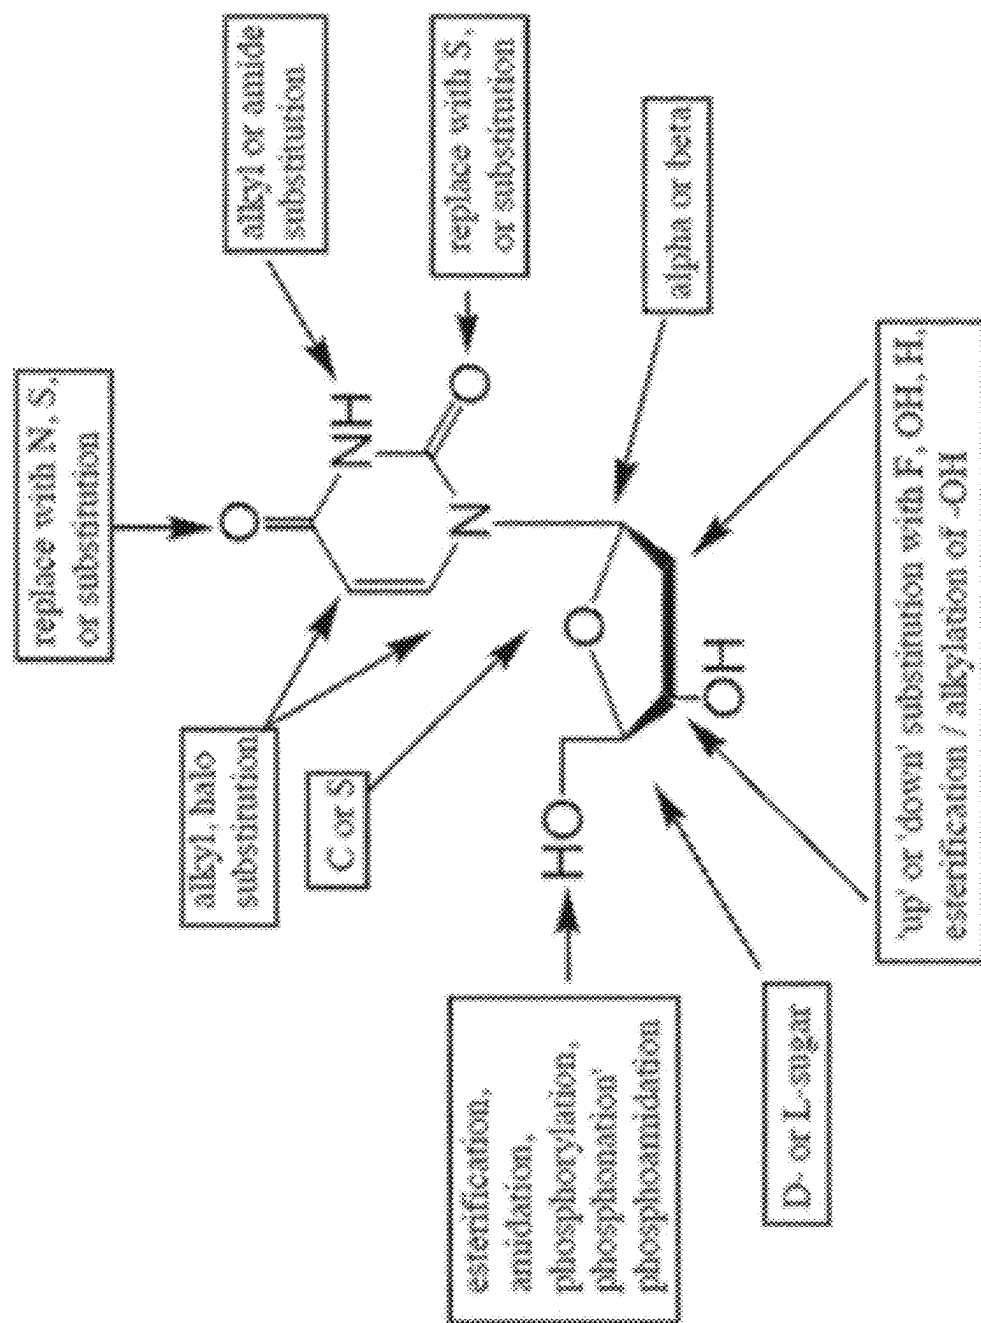 replace with N, S,
or substitution
alkyl or amide
substitution
alkyl, halo
substitution
replace with S,
or substitution
C or S
alpha or beta
esterification,
amidation,
phosphorylation,
phosphonation'
phosphoamidation
D- or L-sugar
'up' or 'down' substitution with F, OH, H,
esterification / alkylation of -OH
O
NH
O
N
O
HO
OH